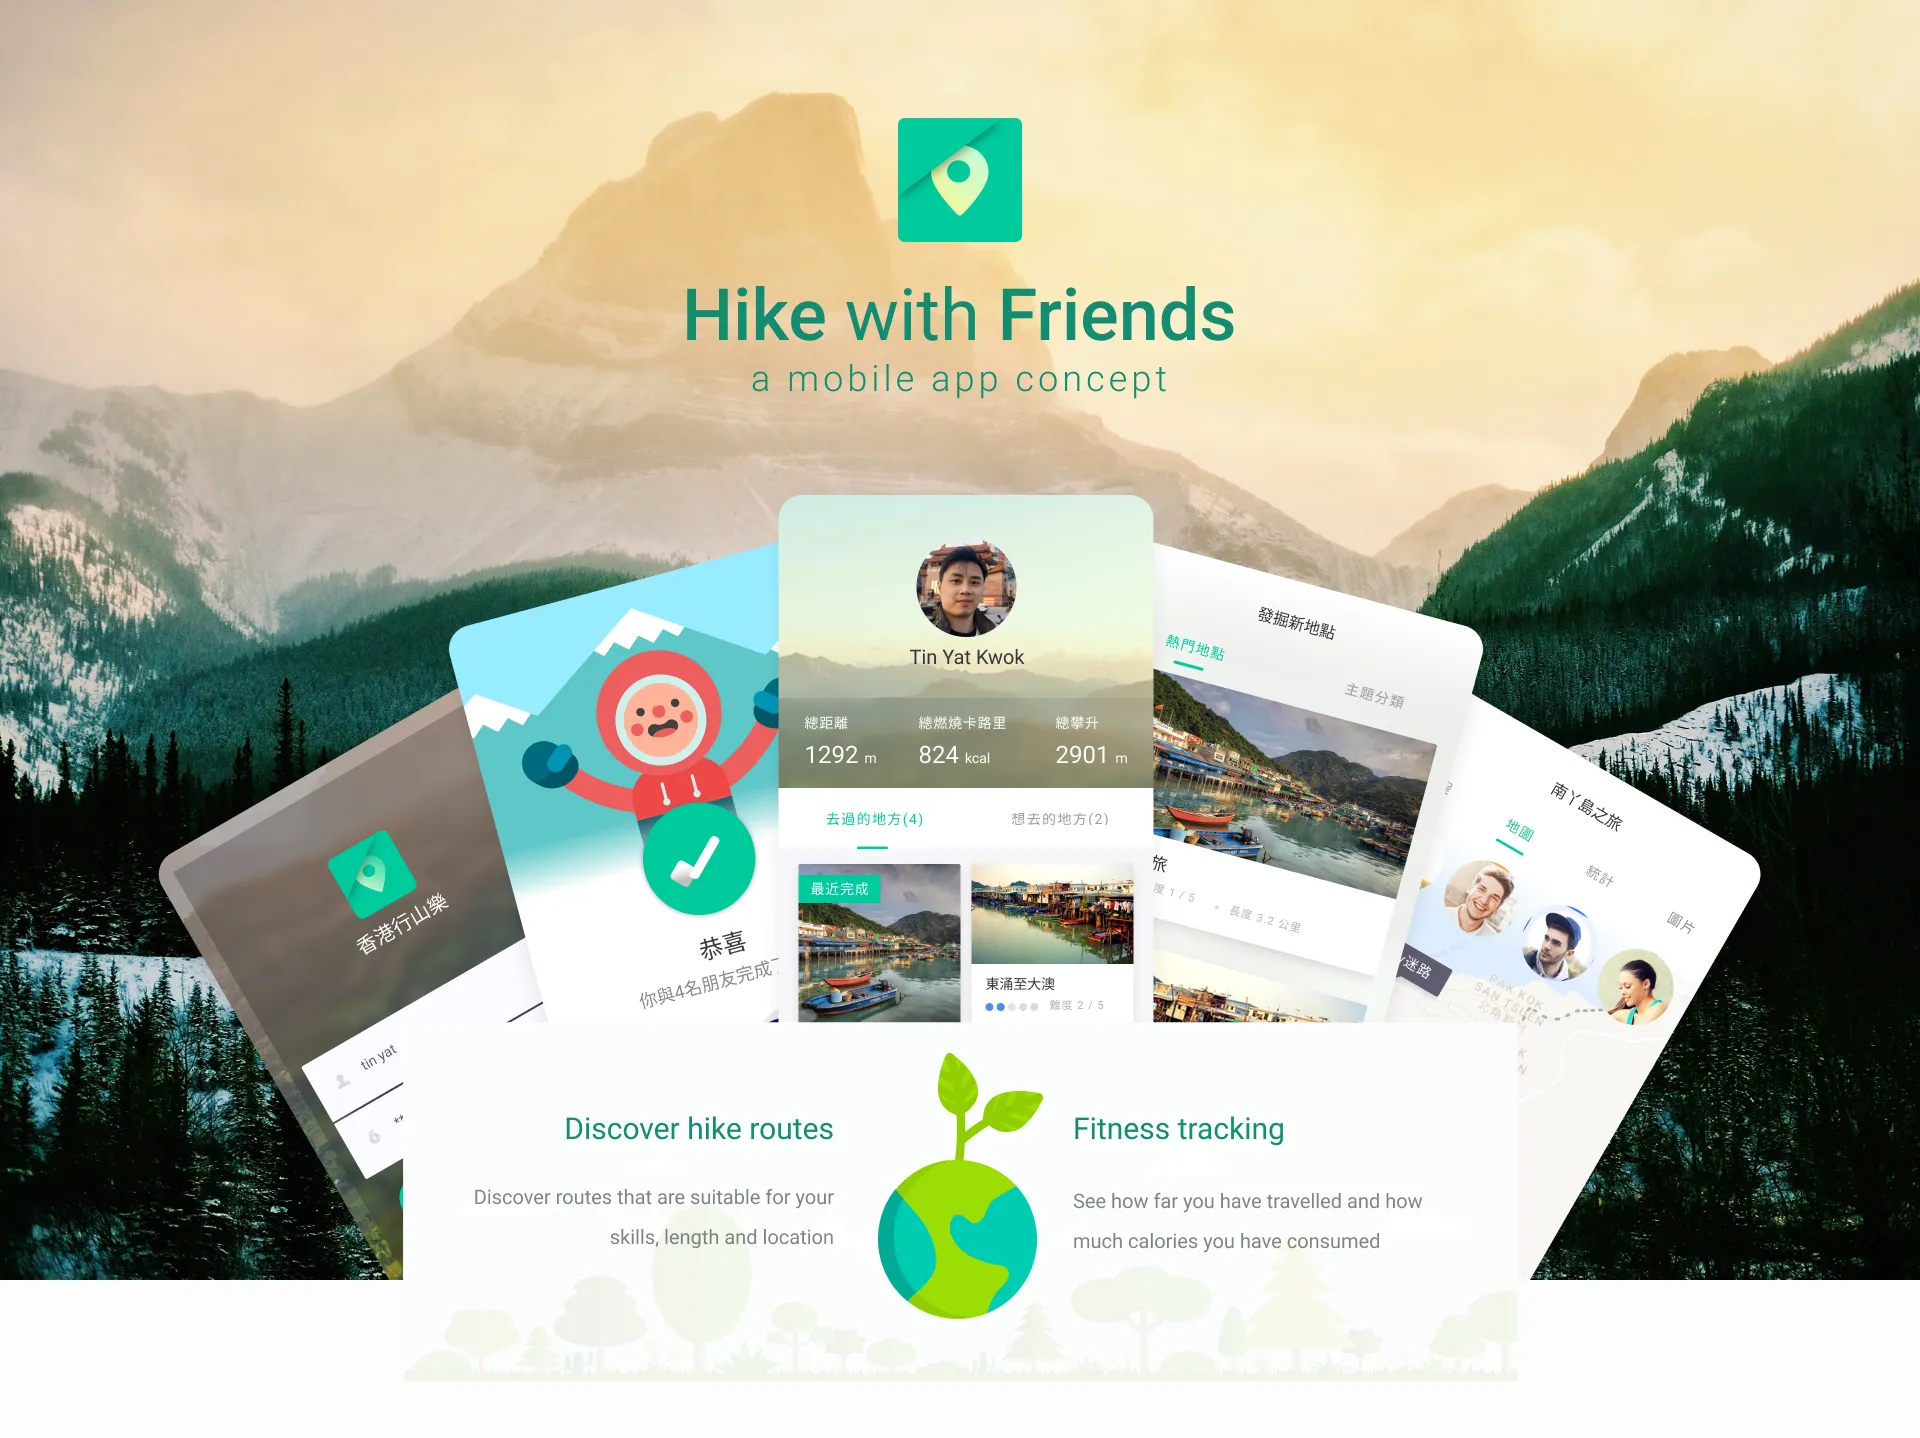 Hike with Friends
a mobile app concept
香港行山樂
tin yat
**
恭喜
你與4名朋友完成了
Tin Yat Kwok
總距離
1292 m
總燃燒卡路里
824 kcal
總攀升
2901 m
去過的地方(4)
想去的地方(2)
最近完成
東涌至大澳
難度 2 / 5
發掘新地點
熱門地點
主題分類
旅
度 1 / 5
長度 3.2 公里
南丫島之旅
地圖
統計
圖片
迷路
PAK KOK
SAN TSUEN
Discover hike routes
Discover routes that are suitable for your
skills, length and location
Fitness tracking
See how far you have travelled and how
much calories you have consumed